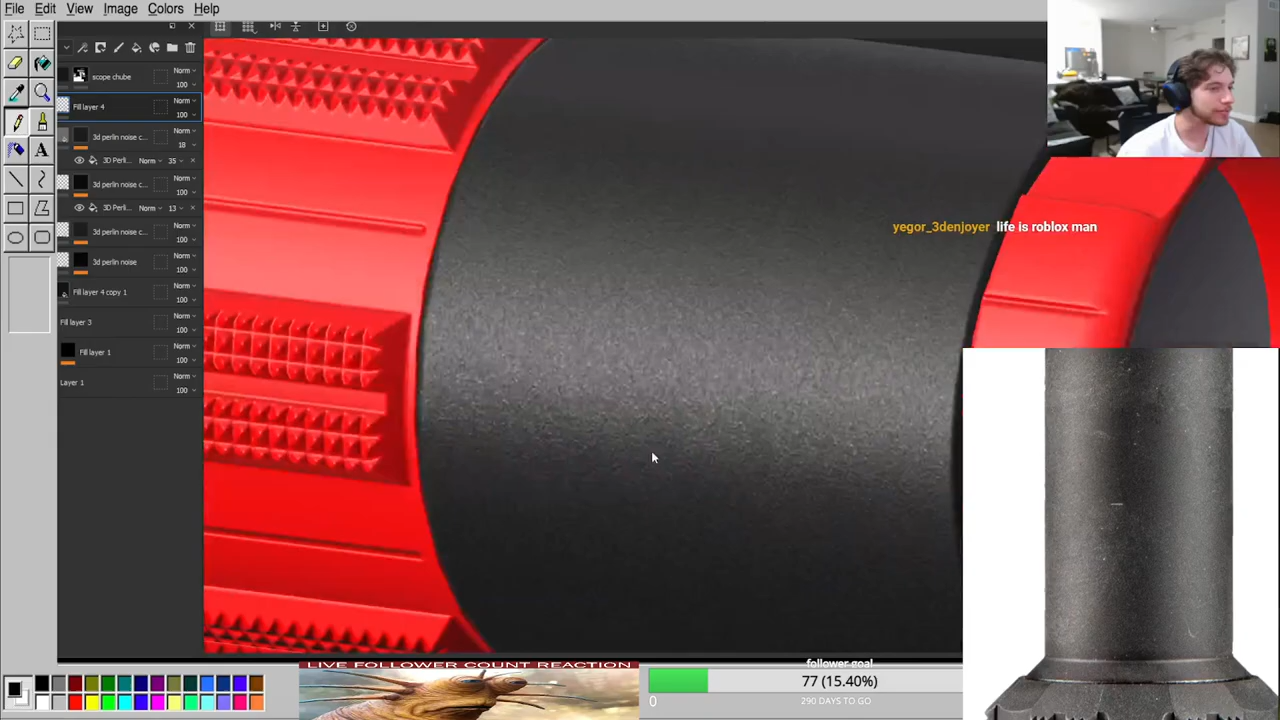 File Edit View Image Colors Help
scope chube Norm 100
Fill layer 4 Norm 100
3d perlin noise c... Norm 18
3D Perli... Norm 35
3d perlin noise c... Norm 100
3D Perli... Norm 13
3d perlin noise c... Norm 100
3d perlin noise Norm 100
Fill layer 4 copy 1 Norm 100
Fill layer 3 Norm 100
Fill layer 1 Norm 100
Layer 1 Norm 100
yegor_3denjoyer life is roblox man
LIVE FOLLOWER COUNT REACTION
follower goal
77 (15.40%)
0
290 DAYS TO GO